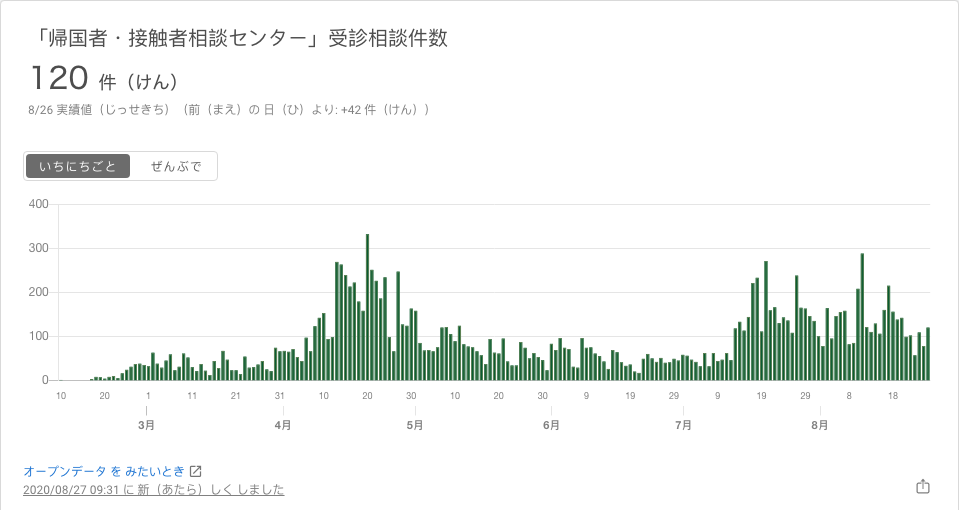 「帰国者・接触者相談センター」受診相談件数
120 件（けん）
8/26 実績値（じっせきち）（前（まえ）の 日（ひ）より: +42 件（けん））
いちにちごと ぜんぶで
400
300
200
100
0
10 20 1 11 21 31 10 20 30 10 20 30 9 19 29 9 19 29 8 18
3月 4月 5月 6月 7月 8月
オープンデータ を みたいとき
2020/08/27 09:31 に 新（あたら）しく しました